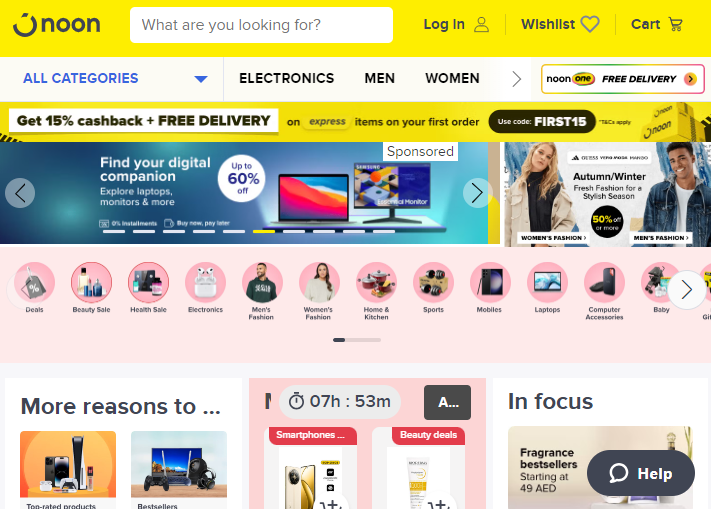 noon
What are you looking for?
Log in
Wishlist
Cart
ALL CATEGORIES
ELECTRONICS
MEN
WOMEN
noon one FREE DELIVERY
Get 15% cashback + FREE DELIVERY on express items on your first order
Use code: FIRST15
*T&Cs apply
noon
Sponsored
Find your digital
companion
Explore laptops,
monitors & more
0% Installments
Buy now, pay later
Up to
60%
off
SAMSUNG
Essential Monitor
GUESS VERO MODA MANGO
Autumn/Winter
Fresh Fashion for a
Stylish Season
50% off
or more
WOMEN'S FASHION >
MEN'S FASHION >
%
Deals
Beauty Sale
Health Sale
Electronics
Men's
Fashion
Women's
Fashion
Home &
Kitchen
Sports
Mobiles
Laptops
Computer
Accessories
Baby
More reasons to ...
07h : 53m
A...
In focus
Smartphones ...
Beauty deals
Top-rated products
Bestsellers
Fragrance
bestsellers
Starting at
49 AED
Help